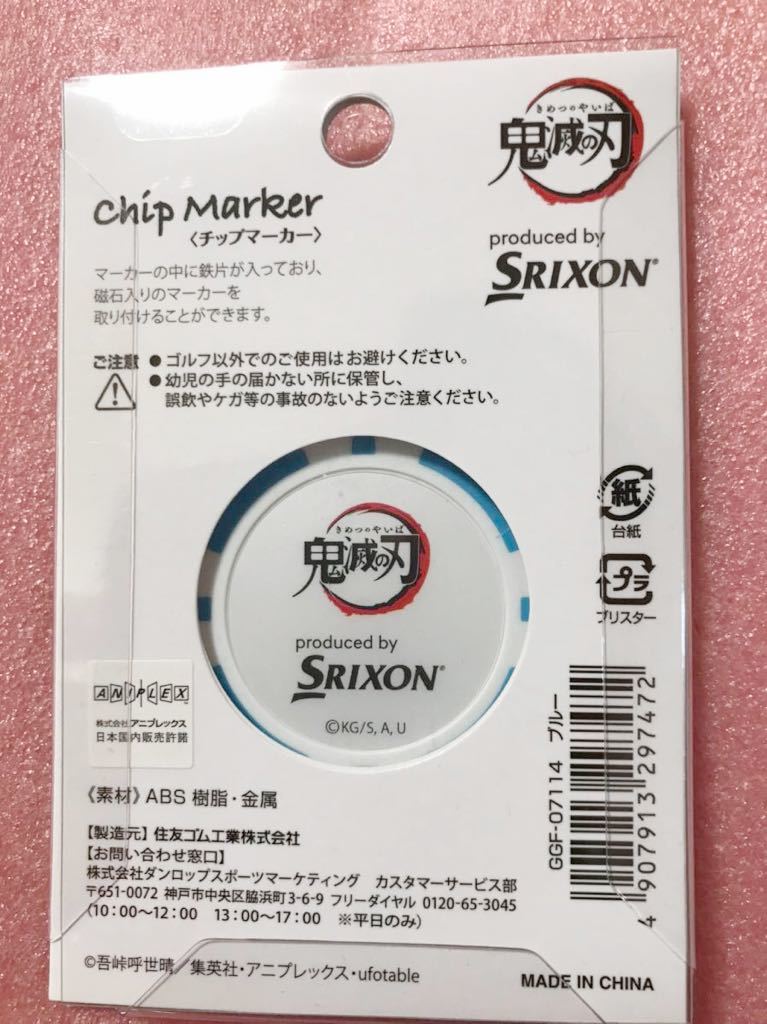 きめつのやいば
鬼滅の刃
produced by
SRIXON®
Chip Marker
〈チップマーカー〉
マーカーの中に鉄片が入っており、
磁石入りのマーカーを
取り付けることができます。
ご注意
●ゴルフ以外でのご使用はお避けください。
●幼児の手の届かない所に保管し、
誤飲やケガ等の事故のないようご注意ください。
きめつのやいば
鬼滅の刃
produced by
SRIXON®
©KG/S, A, U
紙
台紙
プラ
ブリスター
ANIPLEX
株式会社アニプレックス
日本国内販売許諾
GGF-07114 ブルー
4 907913 297472
《素材》ABS 樹脂・金属
【製造元】住友ゴム工業株式会社
【お問い合わせ窓口】
株式会社ダンロップスポーツマーケティング カスタマーサービス部
〒651-0072 神戸市中央区脇浜町3-6-9 フリーダイヤル 0120-65-3045
(10:00～12:00 13:00～17:00 ※平日のみ)
©吾峠呼世晴／集英社・アニプレックス・ufotable
MADE IN CHINA